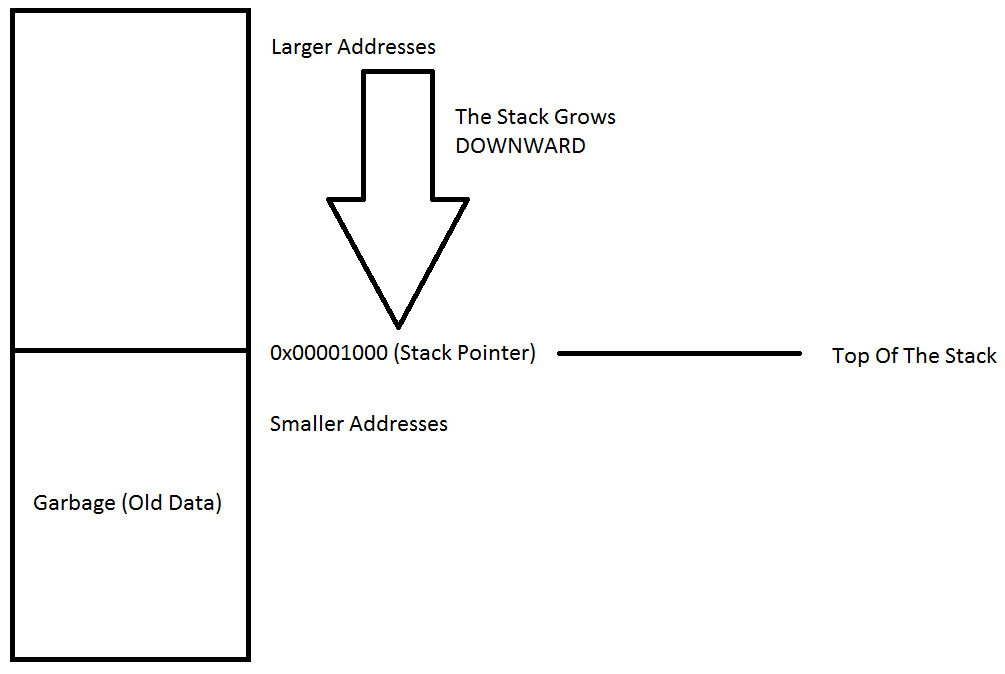 Larger Addresses
The Stack Grows
DOWNWARD
0x00001000 (Stack Pointer)
Top Of The Stack
Smaller Addresses
Garbage (Old Data)